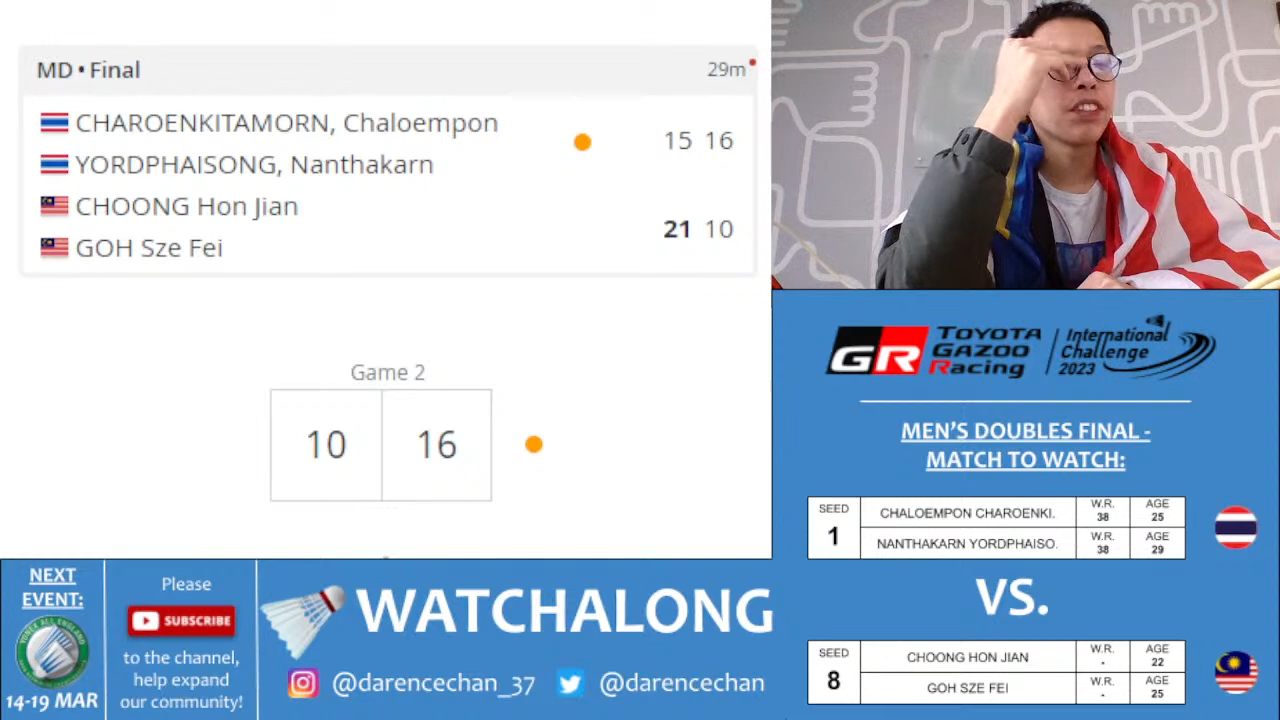 MD • Final 29m
CHAROENKITAMORN, Chaloempon
15 16
YORDPHAISONG, Nanthakarn
CHOONG Hon Jian
21 10
GOH Sze Fei
Game 2
10 16
GR TOYOTA GAZOO Racing
International Challenge 2023
MEN'S DOUBLES FINAL -
MATCH TO WATCH:
SEED 1
CHALOEMPON CHAROENKI. W.R. 38 AGE 25
NANTHAKARN YORDPHAISO. W.R. 38 AGE 29
VS.
SEED 8
CHOONG HON JIAN W.R. - AGE 22
GOH SZE FEI W.R. - AGE 25
NEXT
EVENT:
14-19 MAR
Please
SUBSCRIBE
to the channel,
help expand
our community!
WATCHALONG
@darencechan_37 @darencechan